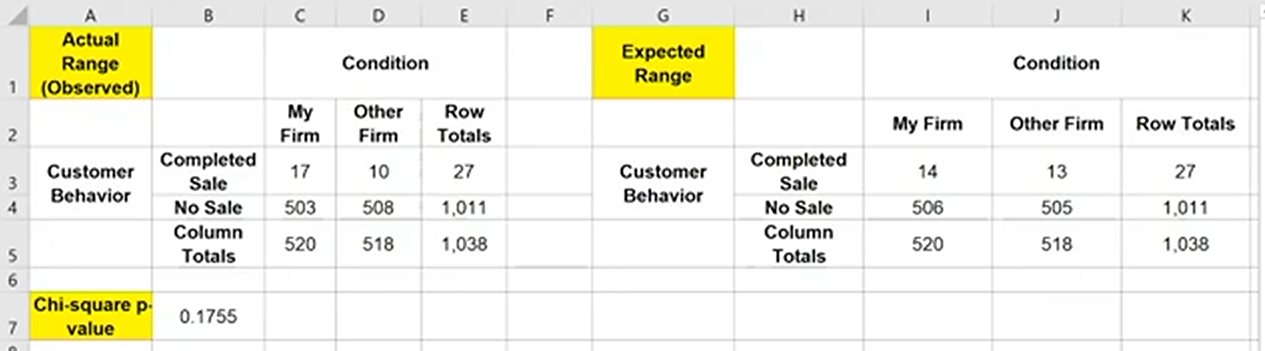 A B C D E F G H I J K
1 Actual Range (Observed) Condition Expected Range Condition
2 My Firm Other Firm Row Totals My Firm Other Firm Row Totals
3 Customer Behavior Completed Sale 17 10 27 Customer Behavior Completed Sale 14 13 27
4 No Sale 503 508 1,011 No Sale 506 505 1,011
5 Column Totals 520 518 1,038 Column Totals 520 518 1,038
6
7 Chi-square p-value 0.1755